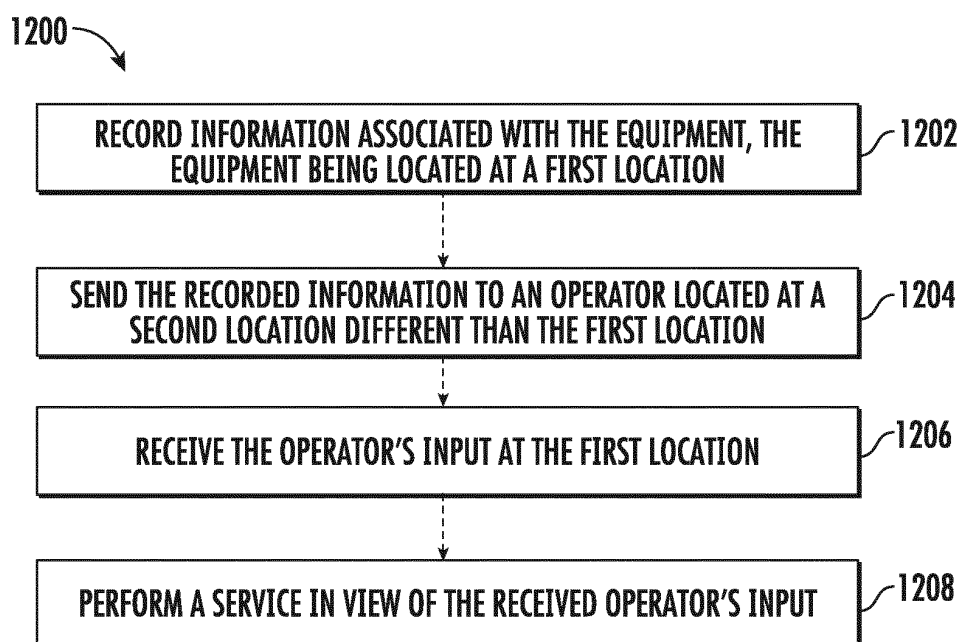 1200
RECORD INFORMATION ASSOCIATED WITH THE EQUIPMENT, THE
EQUIPMENT BEING LOCATED AT A FIRST LOCATION
1202
SEND THE RECORDED INFORMATION TO AN OPERATOR LOCATED AT A
SECOND LOCATION DIFFERENT THAN THE FIRST LOCATION
1204
RECEIVE THE OPERATOR'S INPUT AT THE FIRST LOCATION
1206
PERFORM A SERVICE IN VIEW OF THE RECEIVED OPERATOR'S INPUT
1208